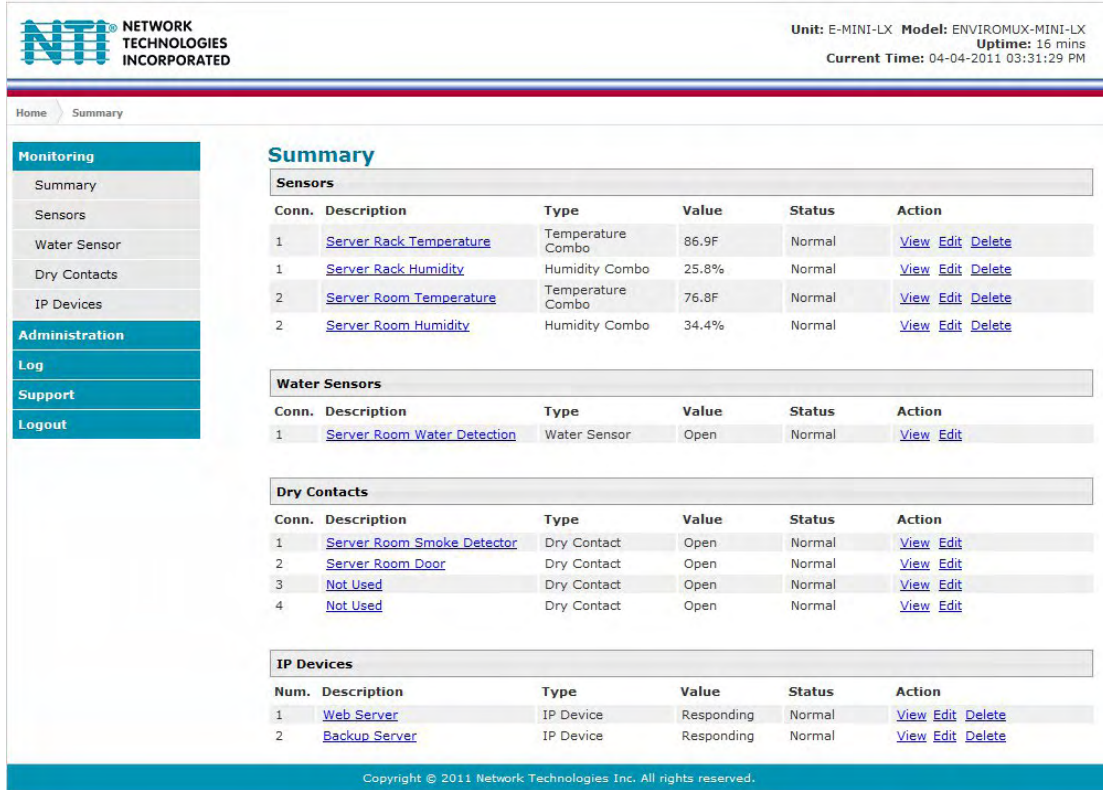 NTI® NETWORK
TECHNOLOGIES
INCORPORATED
Unit: E-MINI-LX Model: ENVIROMUX-MINI-LX
Uptime: 16 mins
Current Time: 04-04-2011 03:31:29 PM
Home Summary
Monitoring
Summary
Sensors
Water Sensor
Dry Contacts
IP Devices
Administration
Log
Support
Logout
Summary
Sensors
Conn. Description Type Value Status Action
1 Server Rack Temperature Temperature Combo 86.9F Normal View Edit Delete
1 Server Rack Humidity Humidity Combo 25.8% Normal View Edit Delete
2 Server Room Temperature Temperature Combo 76.8F Normal View Edit Delete
2 Server Room Humidity Humidity Combo 34.4% Normal View Edit Delete
Water Sensors
Conn. Description Type Value Status Action
1 Server Room Water Detection Water Sensor Open Normal View Edit
Dry Contacts
Conn. Description Type Value Status Action
1 Server Room Smoke Detector Dry Contact Open Normal View Edit
2 Server Room Door Dry Contact Open Normal View Edit
3 Not Used Dry Contact Open Normal View Edit
4 Not Used Dry Contact Open Normal View Edit
IP Devices
Num. Description Type Value Status Action
1 Web Server IP Device Responding Normal View Edit Delete
2 Backup Server IP Device Responding Normal View Edit Delete
Copyright © 2011 Network Technologies Inc. All rights reserved.